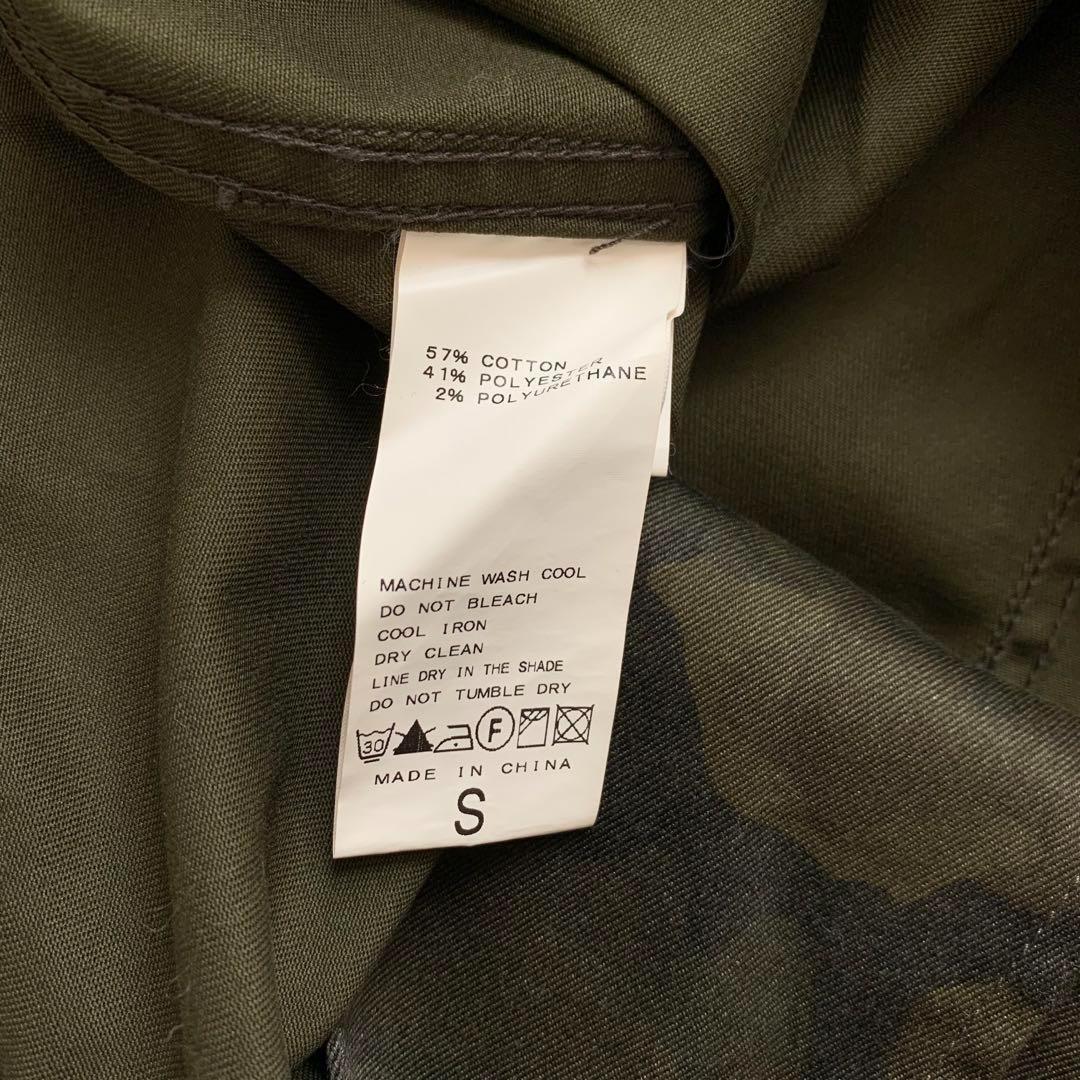 57% COTTON
41% POLYESTER
2% POLYURETHANE
MACHINE WASH COOL
DO NOT BLEACH
COOL IRON
DRY CLEAN
LINE DRY IN THE SHADE
DO NOT TUMBLE DRY
30 F
MADE IN CHINA
S